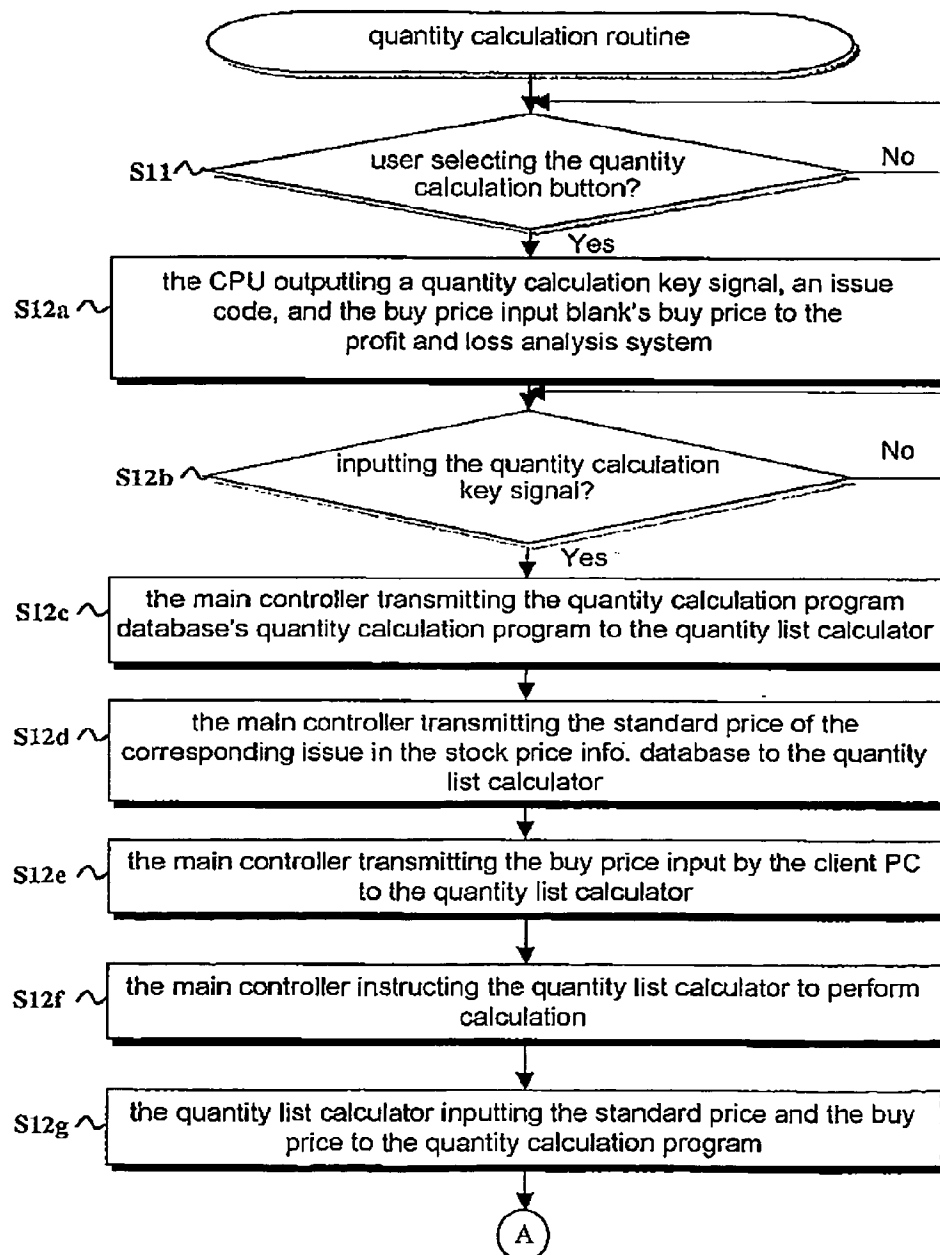 quantity calculation routine
S11
user selecting the quantity
calculation button?
No
Yes
S12a
the CPU outputting a quantity calculation key signal, an issue
code, and the buy price input blank's buy price to the
profit and loss analysis system
S12b
inputting the quantity calculation
key signal?
No
Yes
S12c
the main controller transmitting the quantity calculation program
database's quantity calculation program to the quantity list calculator
S12d
the main controller transmitting the standard price of the
corresponding issue in the stock price info. database to the quantity
list calculator
S12e
the main controller transmitting the buy price input by the client PC
to the quantity list calculator
S12f
the main controller instructing the quantity list calculator to perform
calculation
S12g
the quantity list calculator inputting the standard price and the buy
price to the quantity calculation program
A